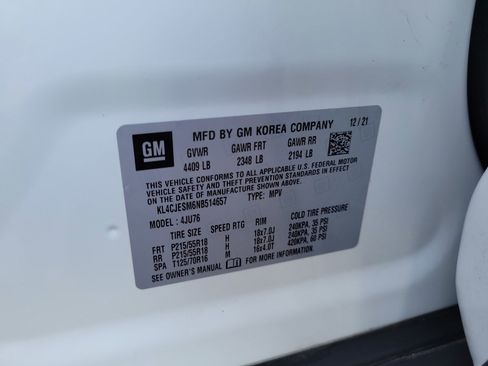 GM
MFD BY GM KOREA COMPANY 12/21
GVWR GAWR FRT GAWR RR
4409 LB 2348 LB 2194 LB
THIS VEHICLE CONFORMS TO ALL APPLICABLE U.S. FEDERAL MOTOR
VEHICLE SAFETY AND THEFT PREVENTION STANDARDS IN EFFECT
ON THE DATE OF MANUFACTURE SHOWN ABOVE.
KL4CJESM6NB514657 TYPE: MPV
MODEL: 4JU76
TIRE SIZE SPEED RTG RIM COLD TIRE PRESSURE
FRT P215/55R18 H 18x7.0J 240KPA, 35 PSI
RR P215/55R18 H 18x7.0J 240KPA, 35 PSI
SPA T125/70R16 M 16x4.0T 420KPA, 60 PSI
SEE OWNER'S MANUAL FOR MORE INFORMATION.